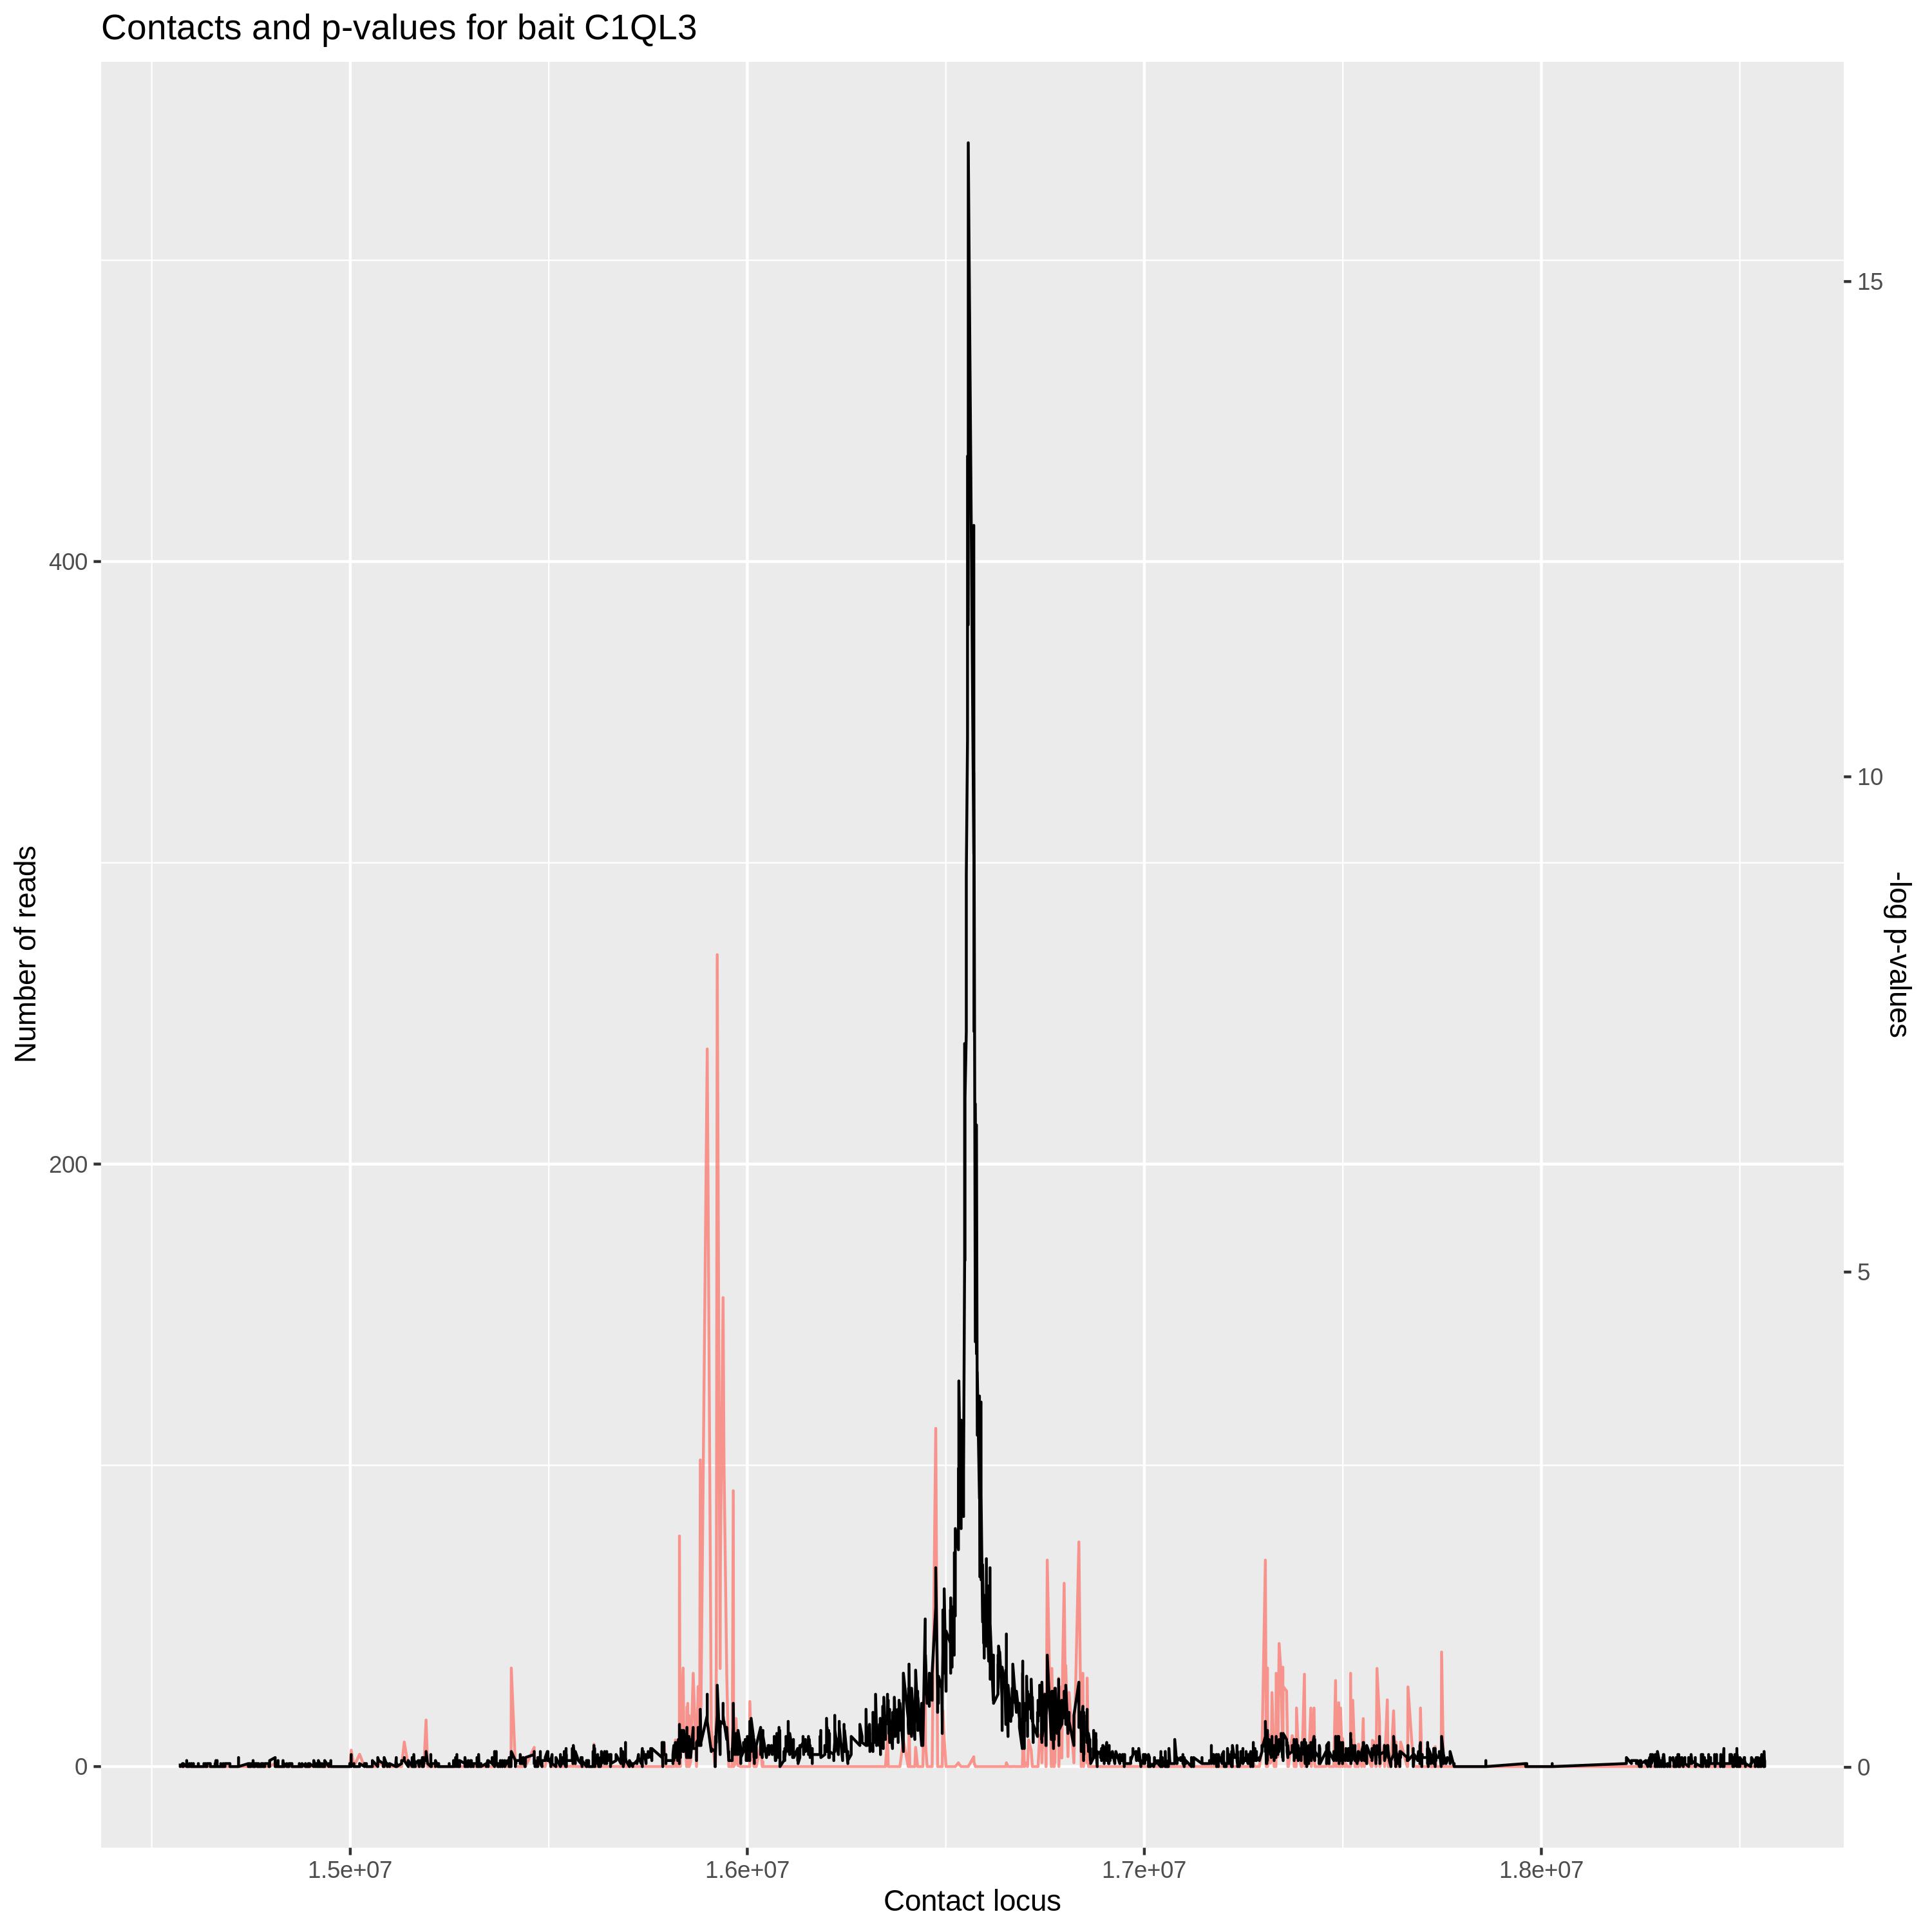 Contacts and p-values for bait C1QL3
Number of reads
400
200
0
15
10
5
0
-log p-values
1.5e+07 1.6e+07 1.7e+07 1.8e+07
Contact locus